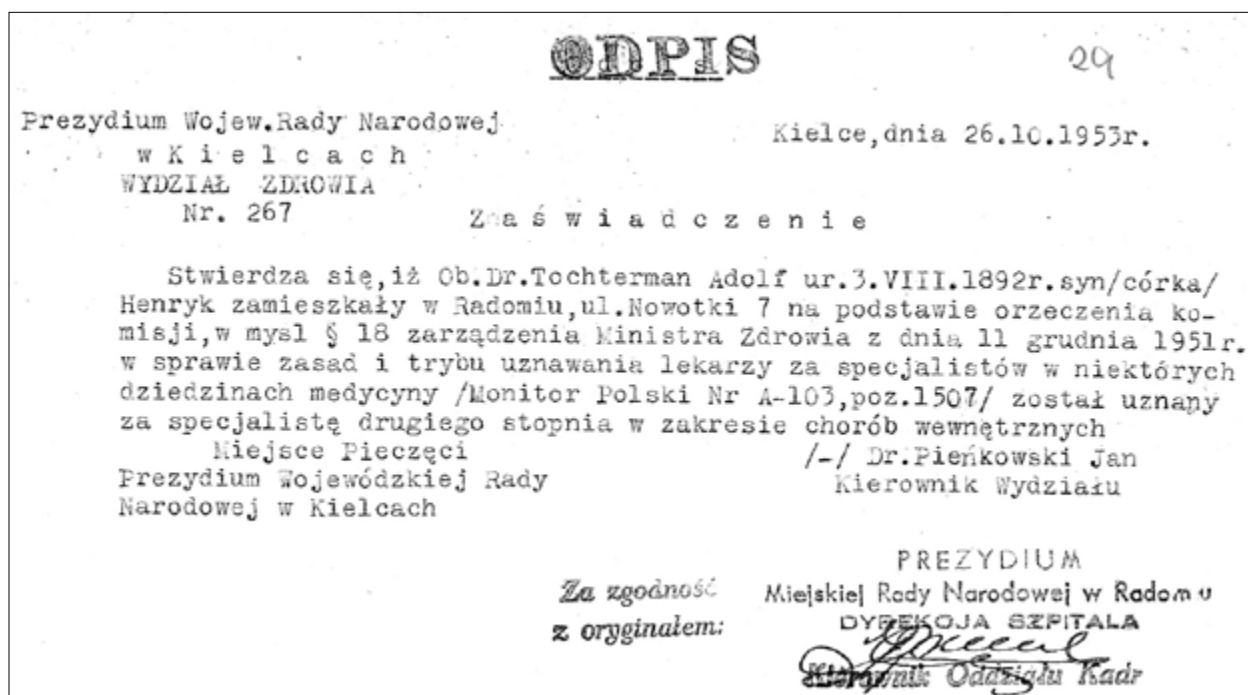 ODPIS
29
Prezydium Wojew.Rady Narodowej
Kielce,dnia 26.10.1953r.
w K i e l c a c h
WYDZIAŁ ZDROWIA
Nr. 267
Z a ś w i a d c z e n i e
Stwierdza się,iż Ob.Dr.Tochterman Adolf ur.3.VIII.1892r.syn/córka/
Henryk zamieszkały w Radomiu,ul.Nowotki 7 na podstawie orzeczenia ko-
misji,w mysl § 18 zarządzenia Ministra Zdrowia z dnia 11 grudnia 1951r.
w sprawie zasad i trybu uznawania lekarzy za specjalistów w niektórych
dziedzinach medycyny /Monitor Polski Nr A-103,poz.1507/ został uznany
za specjalistę drugiego stopnia w zakresie chorób wewnętrznych
Miejsce Pieczęci
/-/ Dr.Pieńkowski Jan
Prezydium Wojewódzkiej Rady
Kierownik Wydziału
Narodowej w Kielcach
PREZYDIUM
Za zgodność
Miejskiej Rady Narodowej w Radomu
z oryginałem:
DYREKCJA SZPITALA
Kierownik Oddziału Kadr